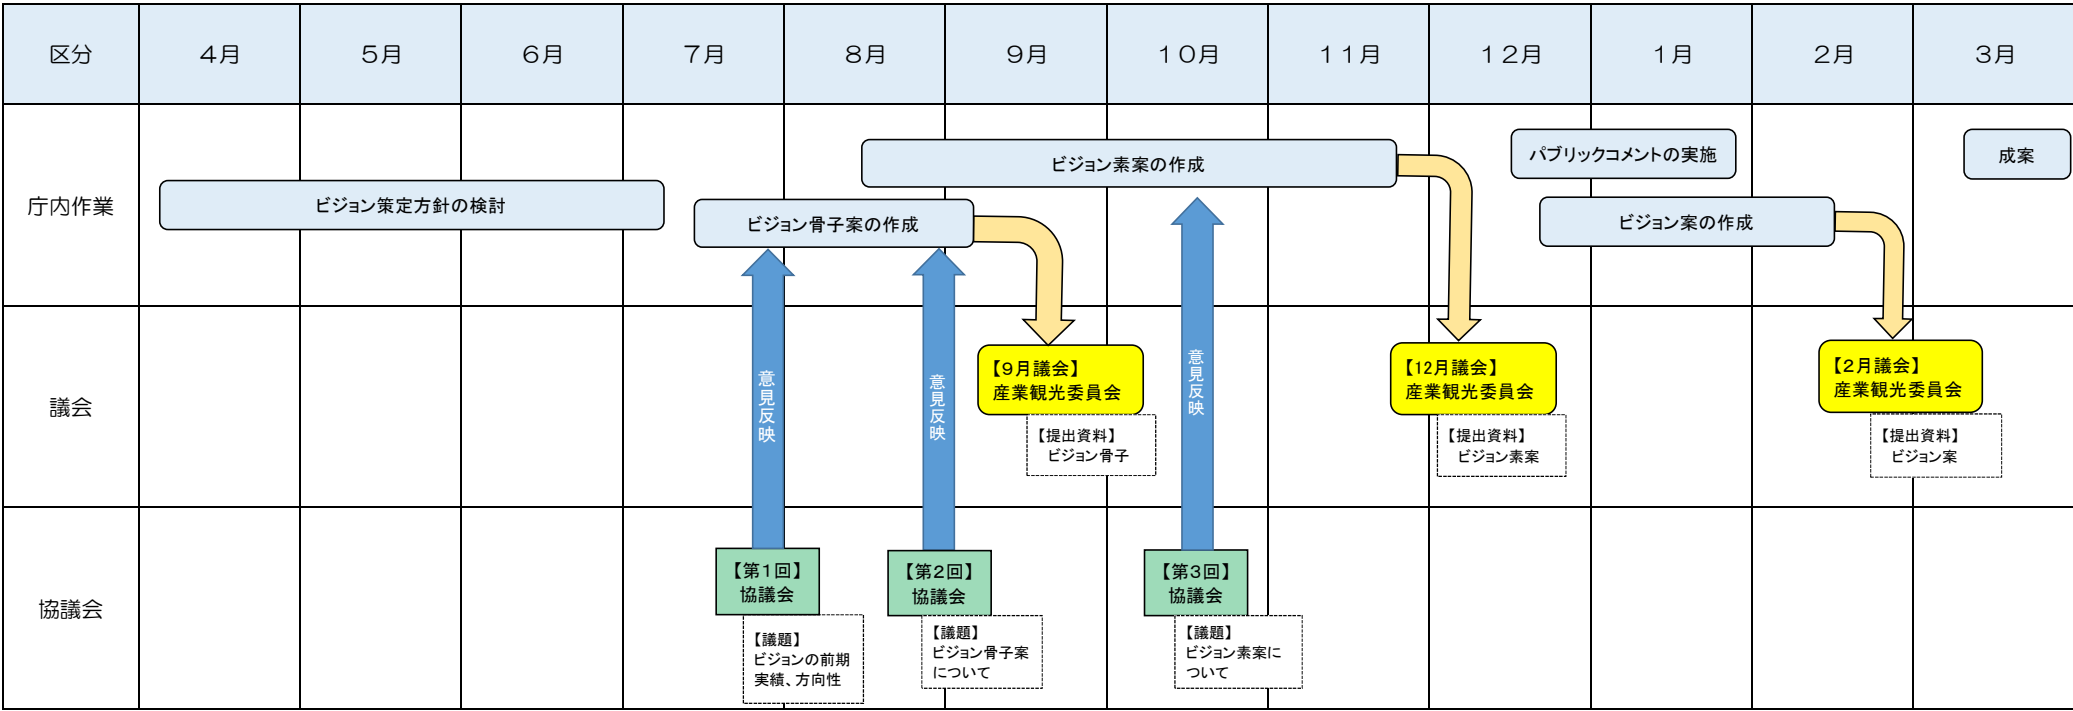 区分
４月
５月
６月
７月
８月
９月
１０月
１１月
１２月
１月
２月
３月
庁内作業
ビジョン策定方針の検討
ビジョン骨子案の作成
ビジョン素案の作成
パブリックコメントの実施
ビジョン案の作成
成案
議会
意見反映
意見反映
意見反映
【９月議会】
産業観光委員会
【提出資料】
ビジョン骨子
【12月議会】
産業観光委員会
【提出資料】
ビジョン素案
【２月議会】
産業観光委員会
【提出資料】
ビジョン案
協議会
【第１回】
協議会
【議題】
ビジョンの前期
実績、方向性
【第２回】
協議会
【議題】
ビジョン骨子案
について
【第３回】
協議会
【議題】
ビジョン素案に
ついて